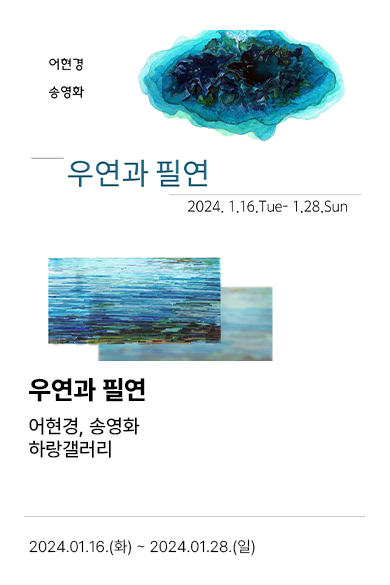 어현경
송영화
우연과 필연
2024. 1.16.Tue- 1.28.Sun
우연과 필연
어현경, 송영화
하랑갤러리
2024.01.16.(화) ~ 2024.01.28.(일)